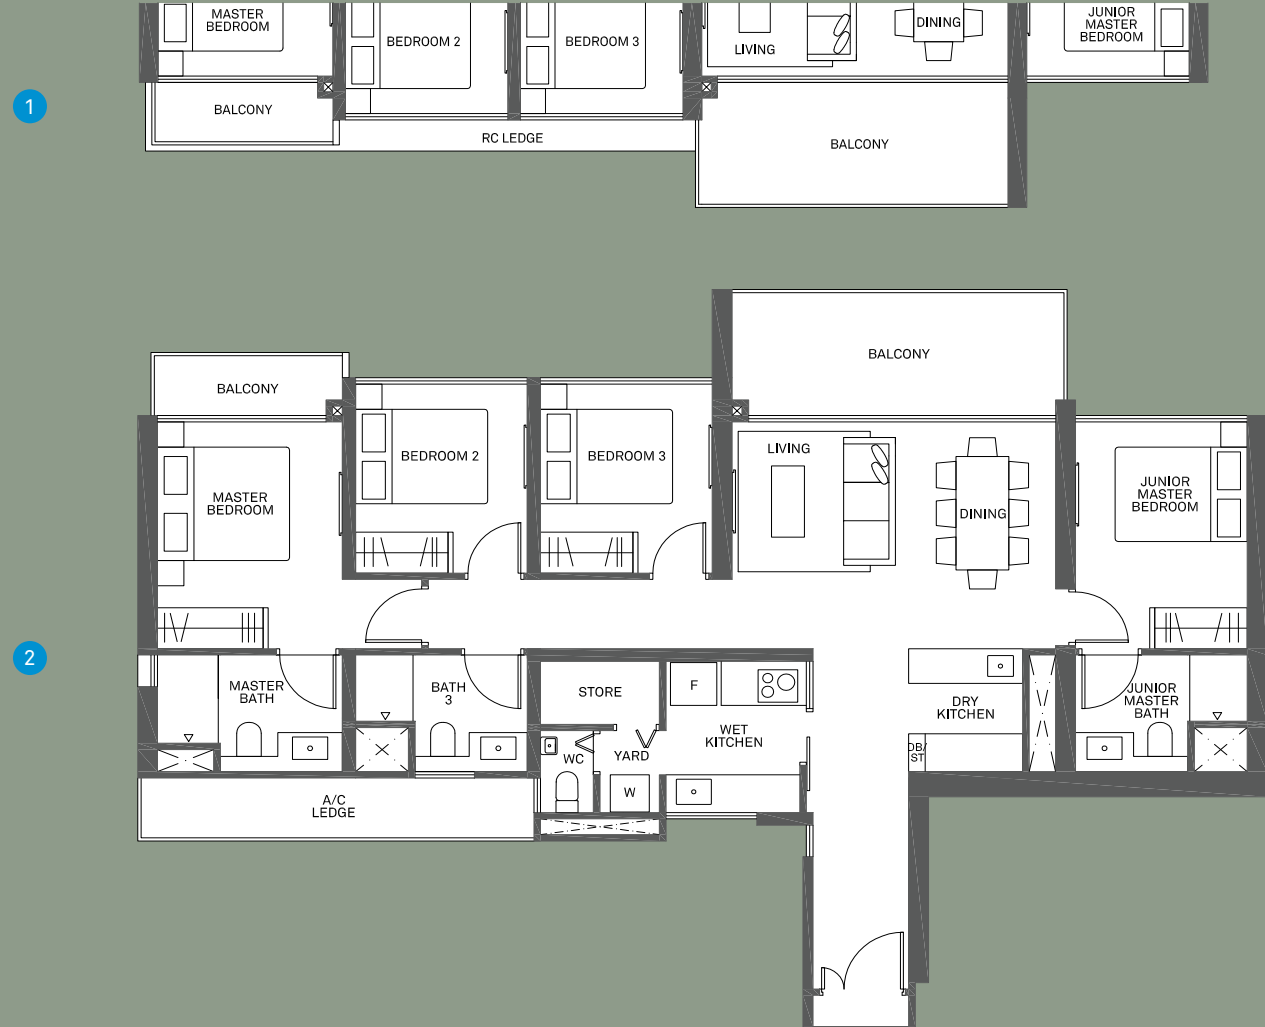 MASTER
BEDROOM
BEDROOM 2
BEDROOM 3
LIVING
DINING
JUNIOR
MASTER
BEDROOM
1
BALCONY
RC LEDGE
BALCONY
BALCONY
BALCONY
MASTER
BEDROOM
BEDROOM 2
BEDROOM 3
LIVING
DINING
JUNIOR
MASTER
BEDROOM
2
MASTER
BATH
BATH
3
STORE
F
WET
KITCHEN
DRY
KITCHEN
JUNIOR
MASTER
BATH
WC
YARD
W
DB/
ST
A/C
LEDGE